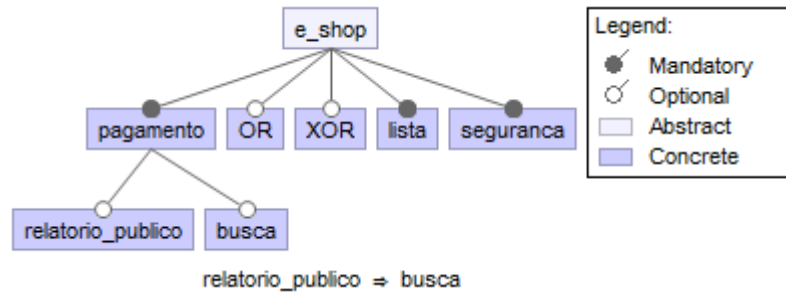 e_shop
Legend:
Mandatory
Optional
Abstract
Concrete
pagamento
OR
XOR
lista
seguranca
relatorio_publico
busca
relatorio_publico ⇒ busca